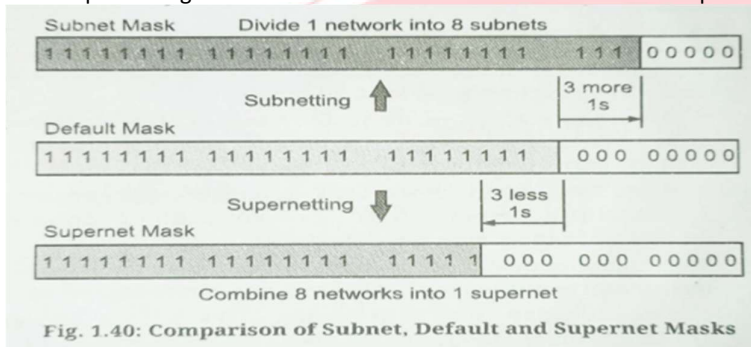 Subnet Mask Divide 1 network into 8 subnets
11111111 11111111 11111111 111 00000
Subnetting
3 more
1s
Default Mask
11111111 11111111 11111111 000 00000
Supernetting
3 less
1s
Supernet Mask
11111111 11111111 11111 000 000 00000
Combine 8 networks into 1 supernet
Fig. 1.40: Comparison of Subnet, Default and Supernet Masks